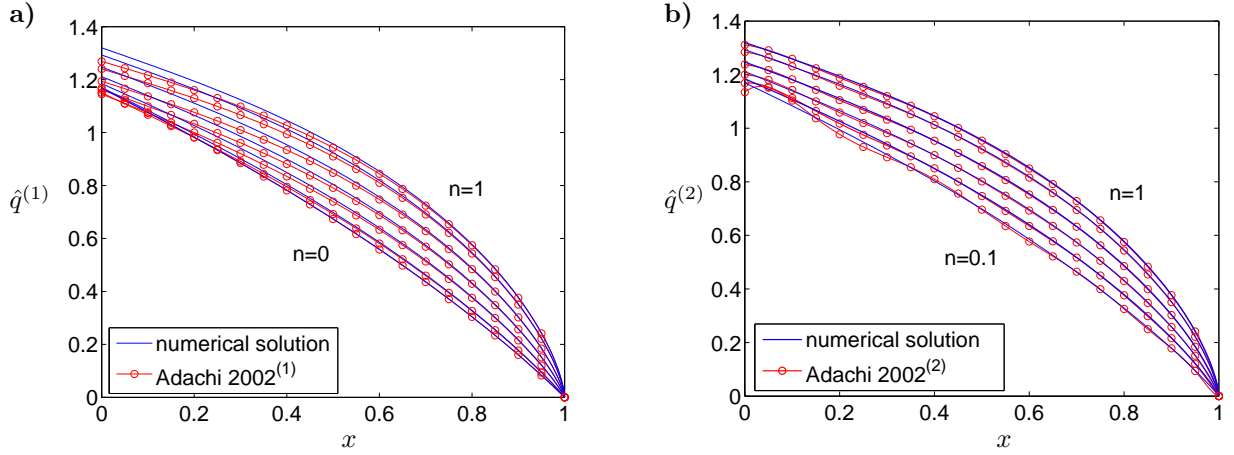 a)
1.4
1.2
1
0.8
0.6
0.4
0.2
0
q̂(1)
n=1
n=0
numerical solution
Adachi 2002(1)
0 0.2 0.4 0.6 0.8 1
x
b)
1.4
1.2
1
0.8
0.6
0.4
0.2
0
q̂(2)
n=1
n=0.1
numerical solution
Adachi 2002(2)
0 0.2 0.4 0.6 0.8 1
x